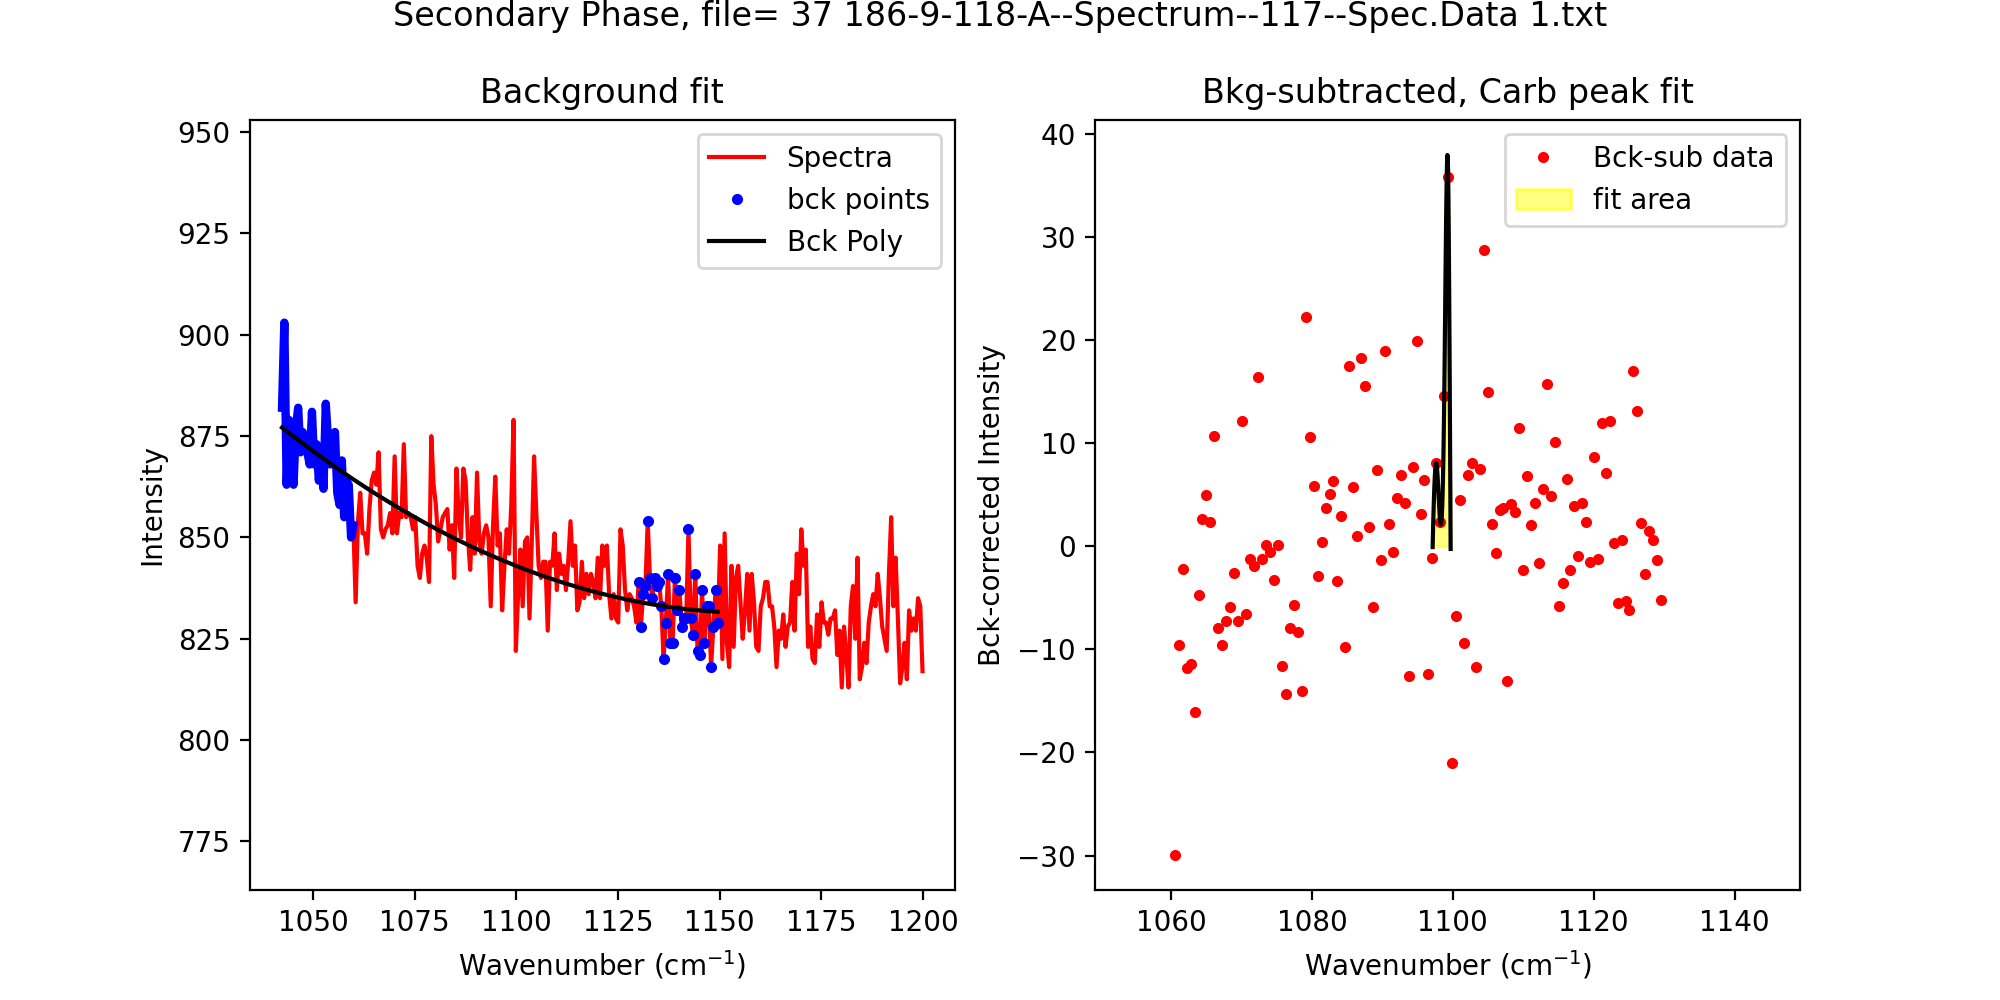 Secondary Phase, file= 37 186-9-118-A--Spectrum--117--Spec.Data 1.txt
Background fit
950
925
900
875
850
825
800
775
Intensity
1050 1075 1100 1125 1150 1175 1200
Wavenumber (cm⁻¹)
Spectra
bck points
Bck Poly
Bkg-subtracted, Carb peak fit
40
30
20
10
0
−10
−20
−30
Bck-corrected Intensity
1060 1080 1100 1120 1140
Wavenumber (cm⁻¹)
Bck-sub data
fit area